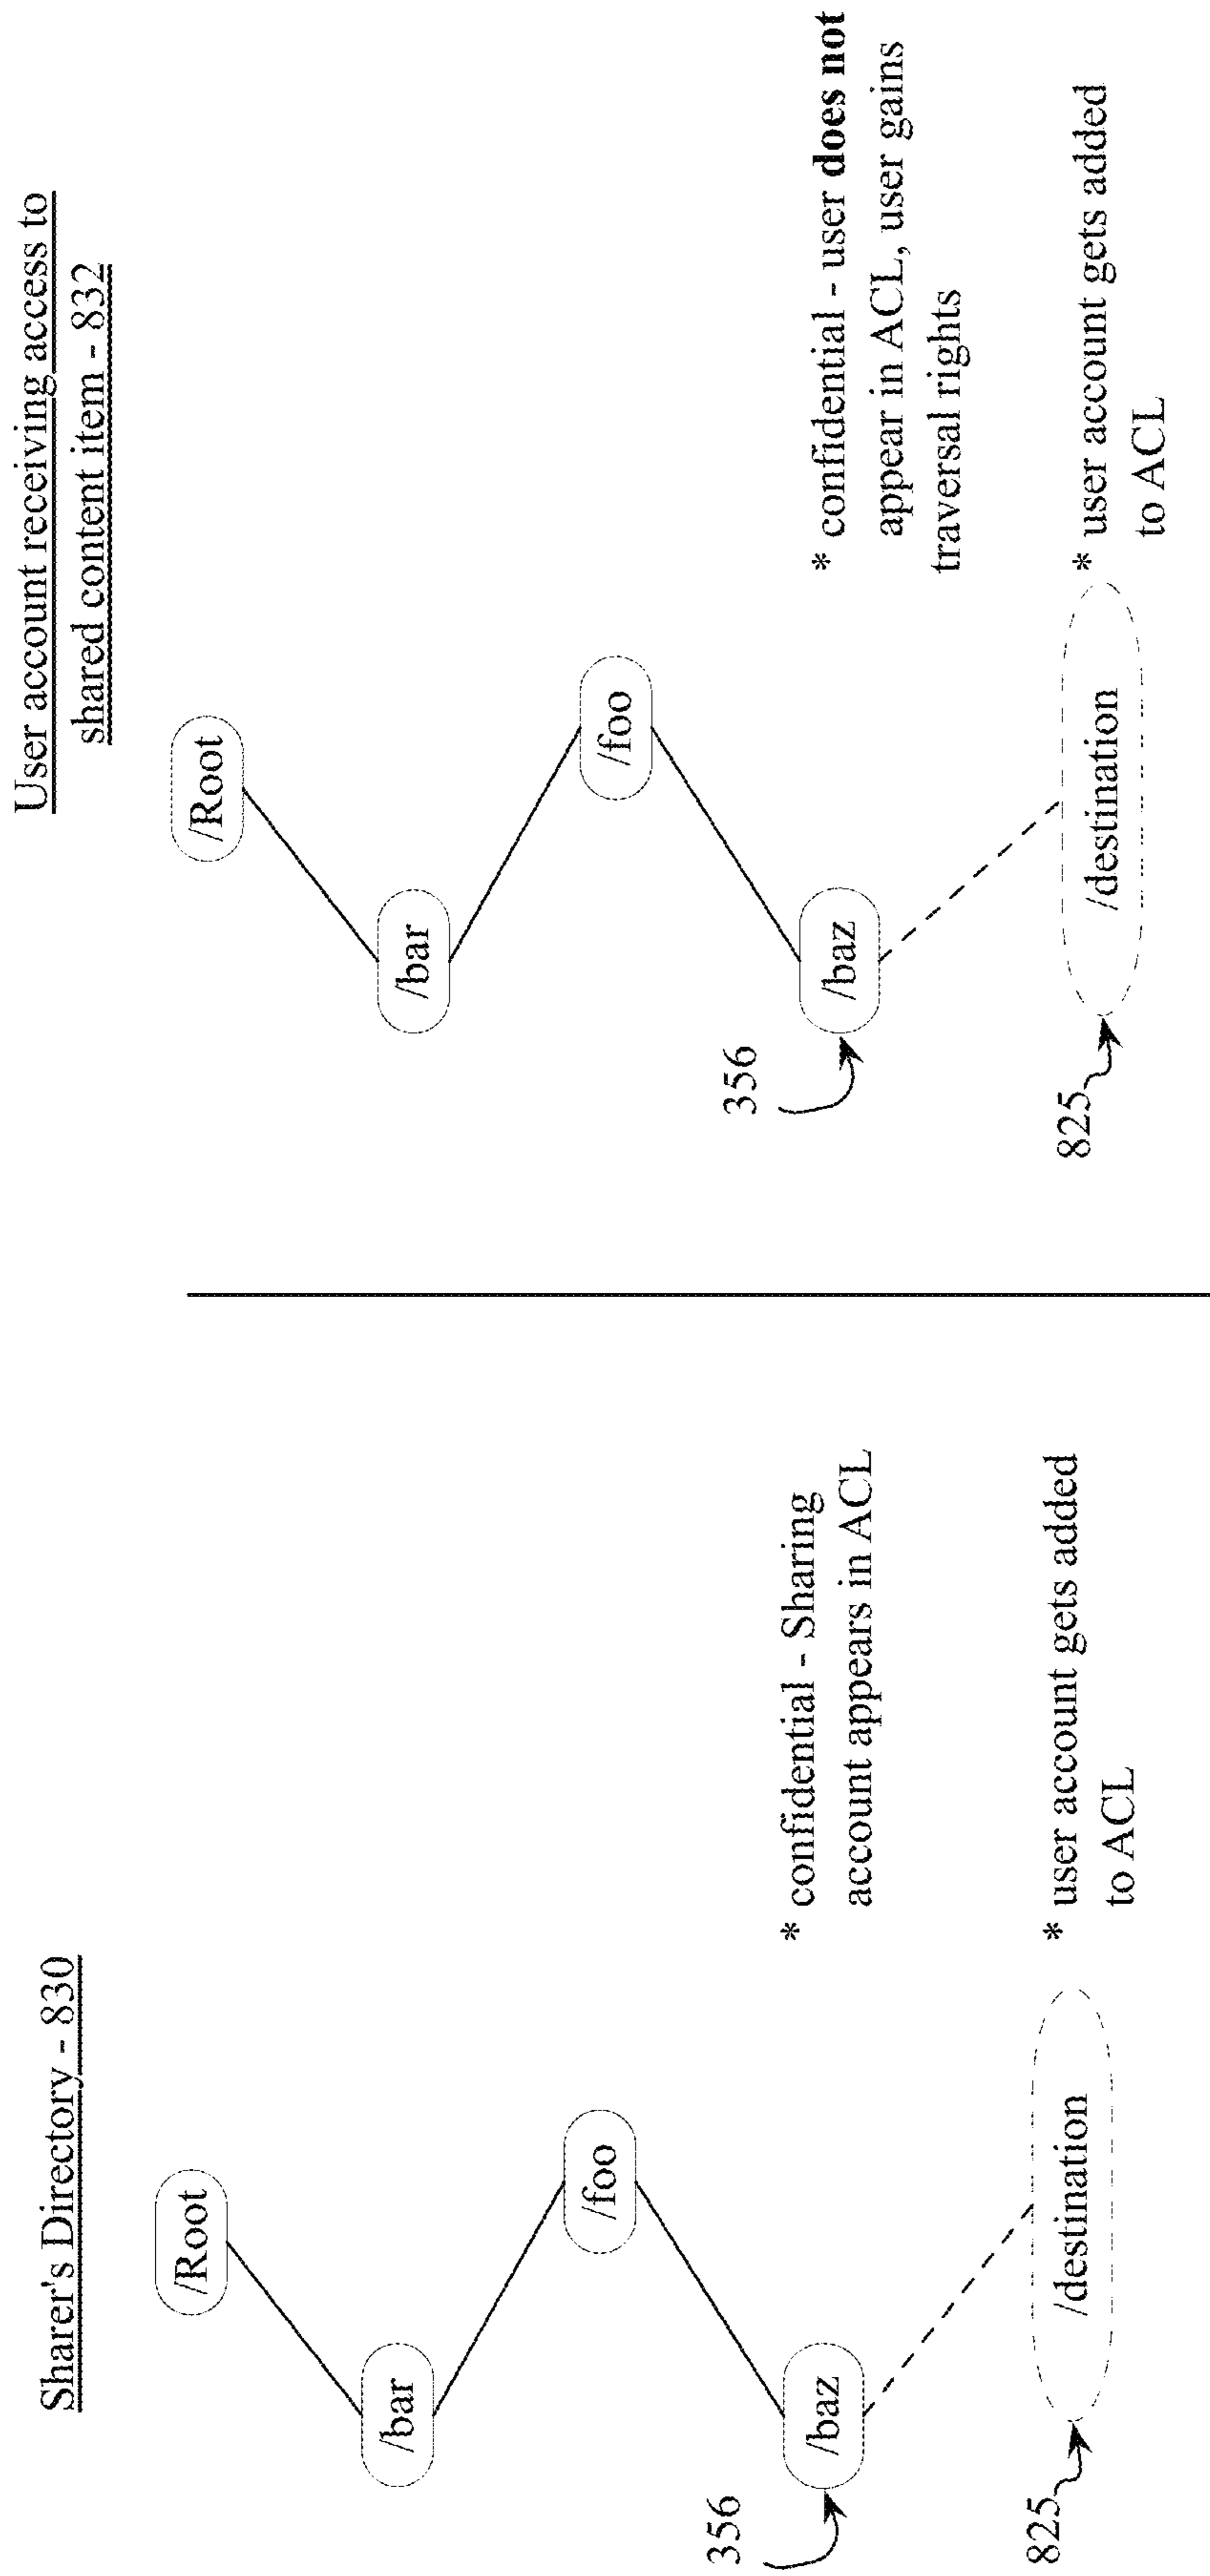 Sharer's Directory - 830
/Root
/bar
/foo
356
/baz
* confidential - Sharing
account appears in ACL
825
/destination
* user account gets added
to ACL
User account receiving access to
shared content item - 832
/Root
/bar
/foo
356
/baz
* confidential - user does not
appear in ACL, user gains
traversal rights
825
/destination
* user account gets added
to ACL